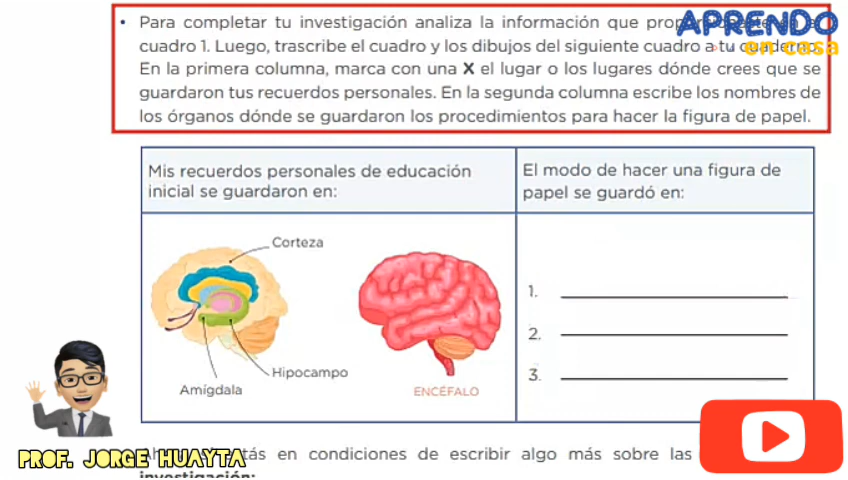 APRENDO
en casa
• Para completar tu investigación analiza la información que
cuadro 1. Luego, trascribe el cuadro y los dibujos del siguiente cuadro a tu cuaderno.
En la primera columna, marca con una X el lugar o los lugares dónde crees que se
guardaron tus recuerdos personales. En la segunda columna escribe los nombres de
los órganos dónde se guardaron los procedimientos para hacer la figura de papel.
Mis recuerdos personales de educación
inicial se guardaron en:
El modo de hacer una figura de
papel se guardó en:
Corteza
Hipocampo
Amígdala
ENCÉFALO
1.
2.
3.
en condiciones de escribir algo más sobre las
investigación:
PROF. JORGE HUAYTA